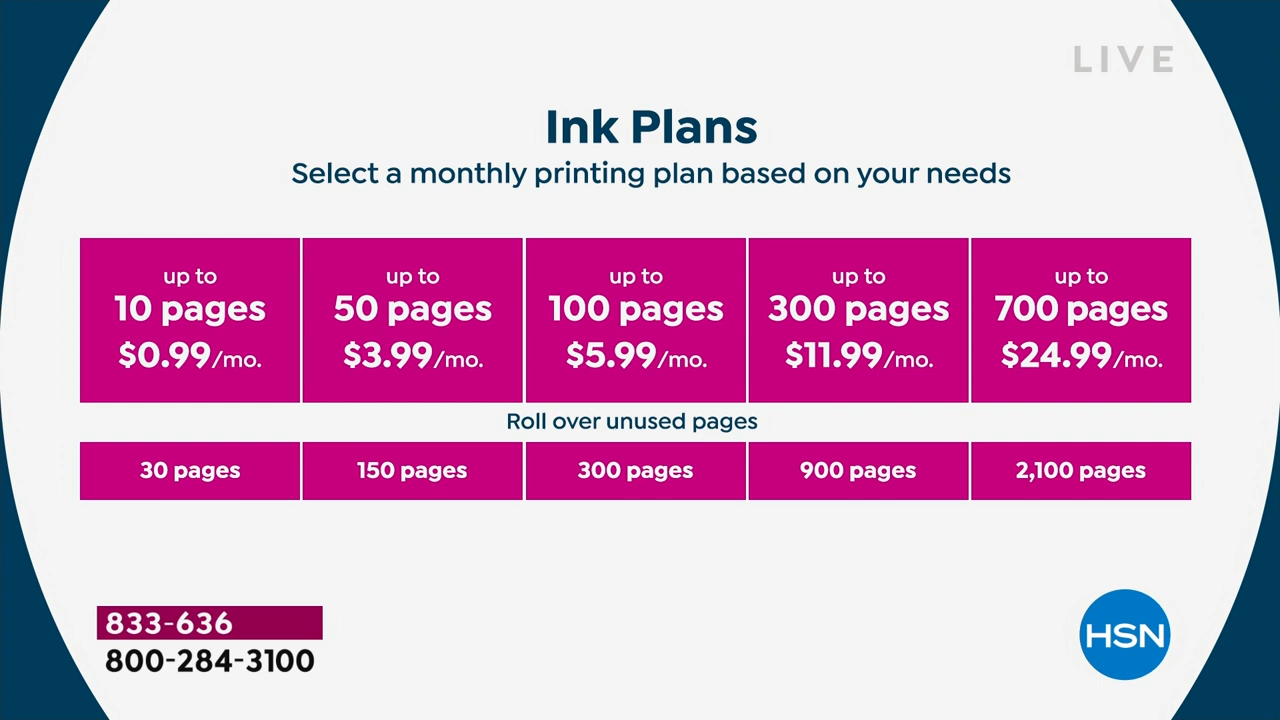 LIVE
Ink Plans
Select a monthly printing plan based on your needs
up to
10 pages
$0.99/mo.
up to
50 pages
$3.99/mo.
up to
100 pages
$5.99/mo.
up to
300 pages
$11.99/mo.
up to
700 pages
$24.99/mo.
Roll over unused pages
30 pages
150 pages
300 pages
900 pages
2,100 pages
833-636
800-284-3100
HSN